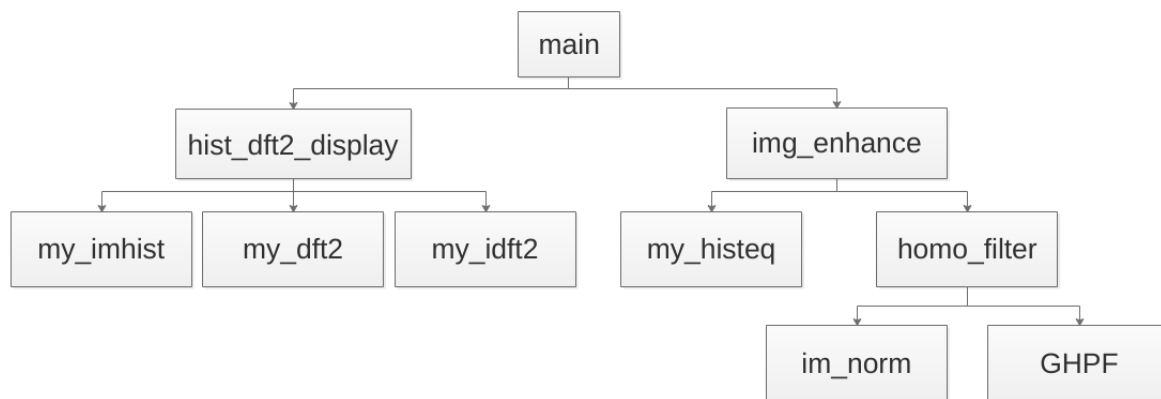 main
hist_dft2_display
img_enhance
my_imhist
my_dft2
my_idft2
my_histeq
homo_filter
im_norm
GHPF